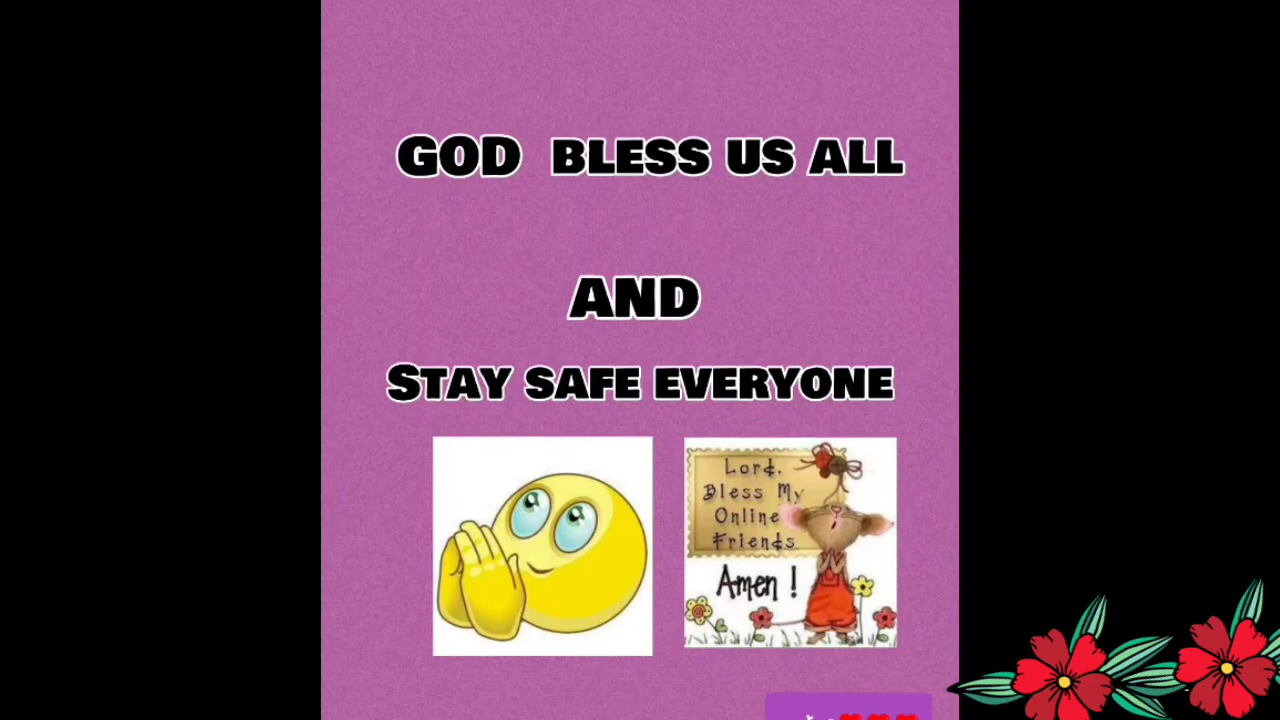 GOD BLESS US ALL
AND
STAY SAFE EVERYONE
Lord,
Bless My
Online
Friends
Amen !